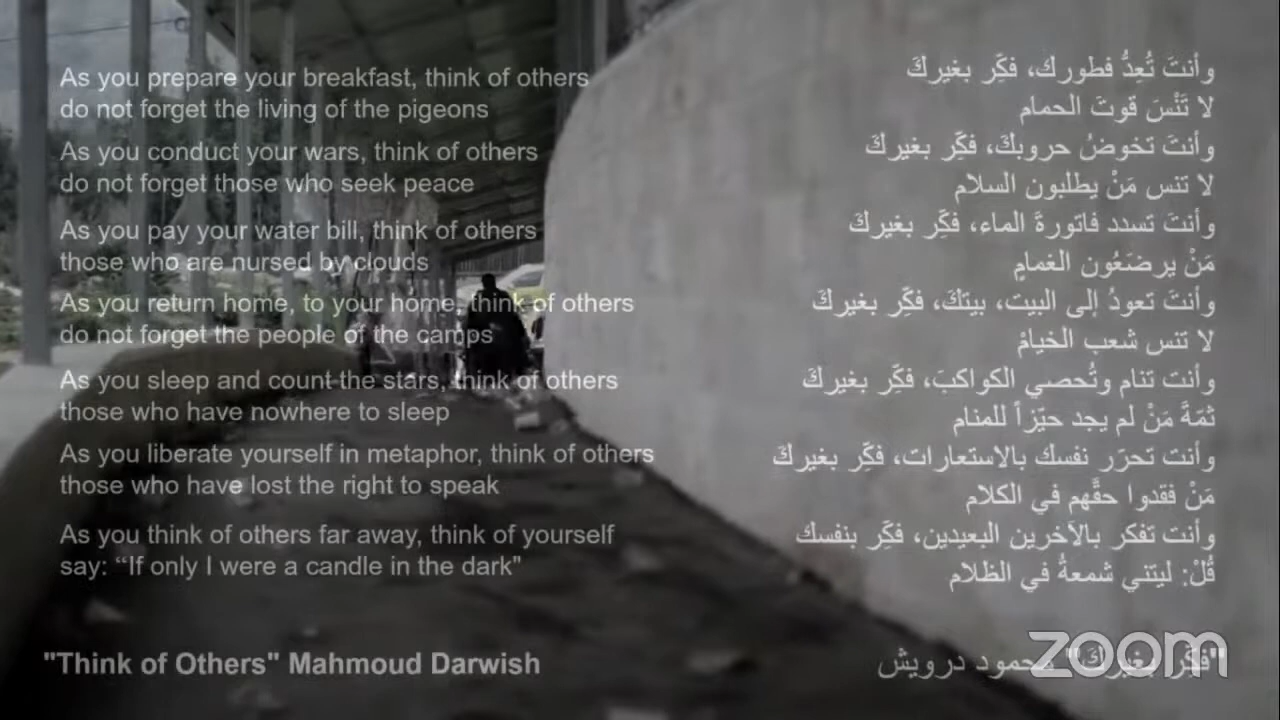 As you prepare your breakfast, think of others
do not forget the living of the pigeons
As you conduct your wars, think of others
do not forget those who seek peace
As you pay your water bill, think of others
those who are nursed by clouds
As you return home, to your home, think of others
do not forget the people of the camps
As you sleep and count the stars, think of others
those who have nowhere to sleep
As you liberate yourself in metaphor, think of others
those who have lost the right to speak
As you think of others far away, think of yourself
say: “If only I were a candle in the dark"
"Think of Others" Mahmoud Darwish
وأنتَ تُعِدُّ فطورك، فكِّر بغيركَ
لا تَنْسَ قوتَ الحمام
وأنتَ تخوضُ حروبكَ، فكِّر بغيركَ
لا تنس مَنْ يطلبون السلام
وأنتَ تسدد فاتورةَ الماء، فكِّر بغيركَ
مَنْ يرضَعُون الغمامِ
وأنتَ تعودُ إلى البيت، بيتكَ، فكِّر بغيركَ
لا تنس شعب الخيامْ
وأنت تنام وتُحصي الكواكبَ، فكِّر بغيركَ
ثمّةَ مَنْ لم يجد حيّزاً للمنام
وأنت تحرّر نفسك بالاستعارات، فكِّر بغيركَ
مَنْ فقدوا حقَّهم في الكلام
وأنت تفكر بالآخرين البعيدين، فكِّر بنفسك
قُلْ: ليتني شمعةُ في الظلام
"فكِّر بغيركَ" محمود درويش
zoom